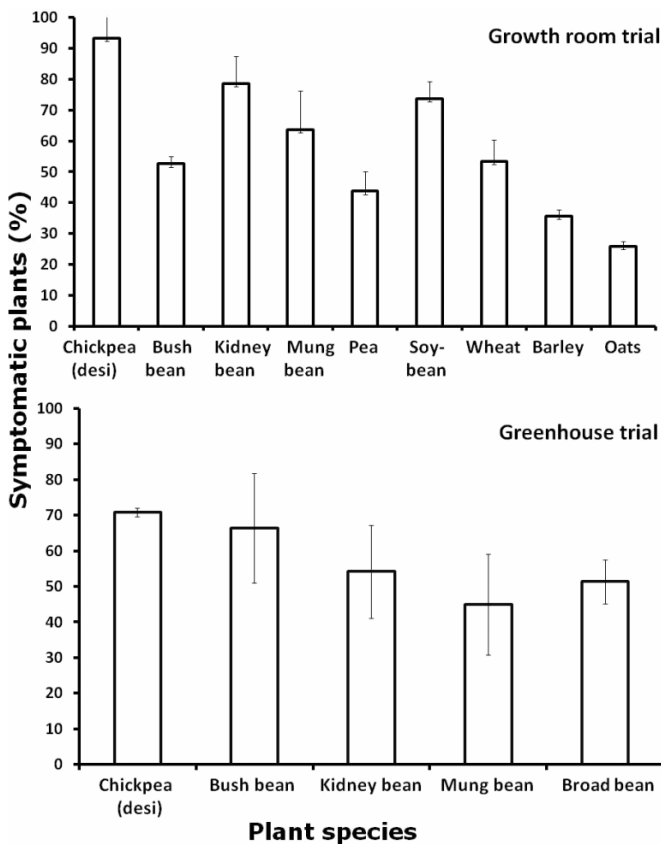 Growth room trial
100
90
80
70
60
50
40
30
20
10
0
Chickpea (desi)
Bush bean
Kidney bean
Mung bean
Pea
Soy-bean
Wheat
Barley
Oats
Symptomatic plants (%)
Greenhouse trial
100
90
80
70
60
50
40
30
20
10
0
Chickpea (desi)
Bush bean
Kidney bean
Mung bean
Broad bean
Plant species